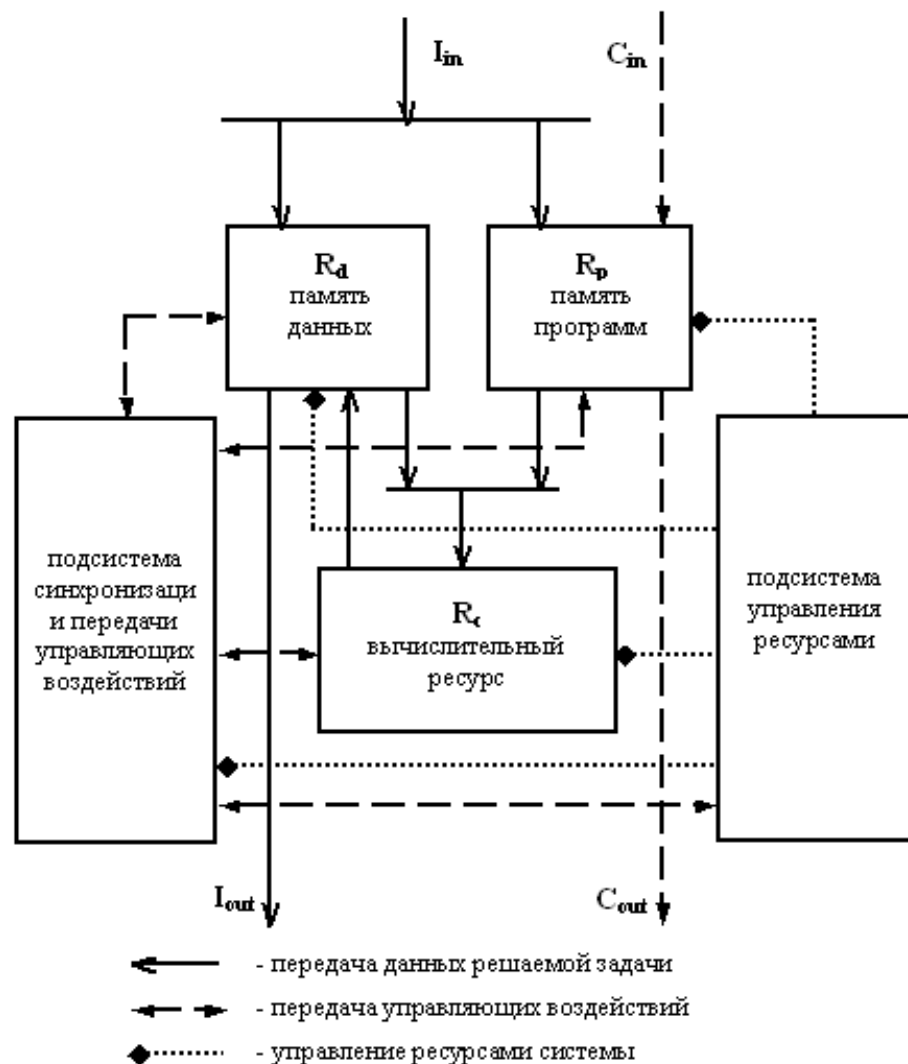 I_in
C_in
R_d
память
данных
R_p
память
программ
подсистема
синхронизаци
и передачи
управляющих
воздействий
R_c
вычислительный
ресурс
подсистема
управления
ресурсами
I_out
C_out
- передача данных решаемой задачи
- передача управляющих воздействий
- управление ресурсами системы